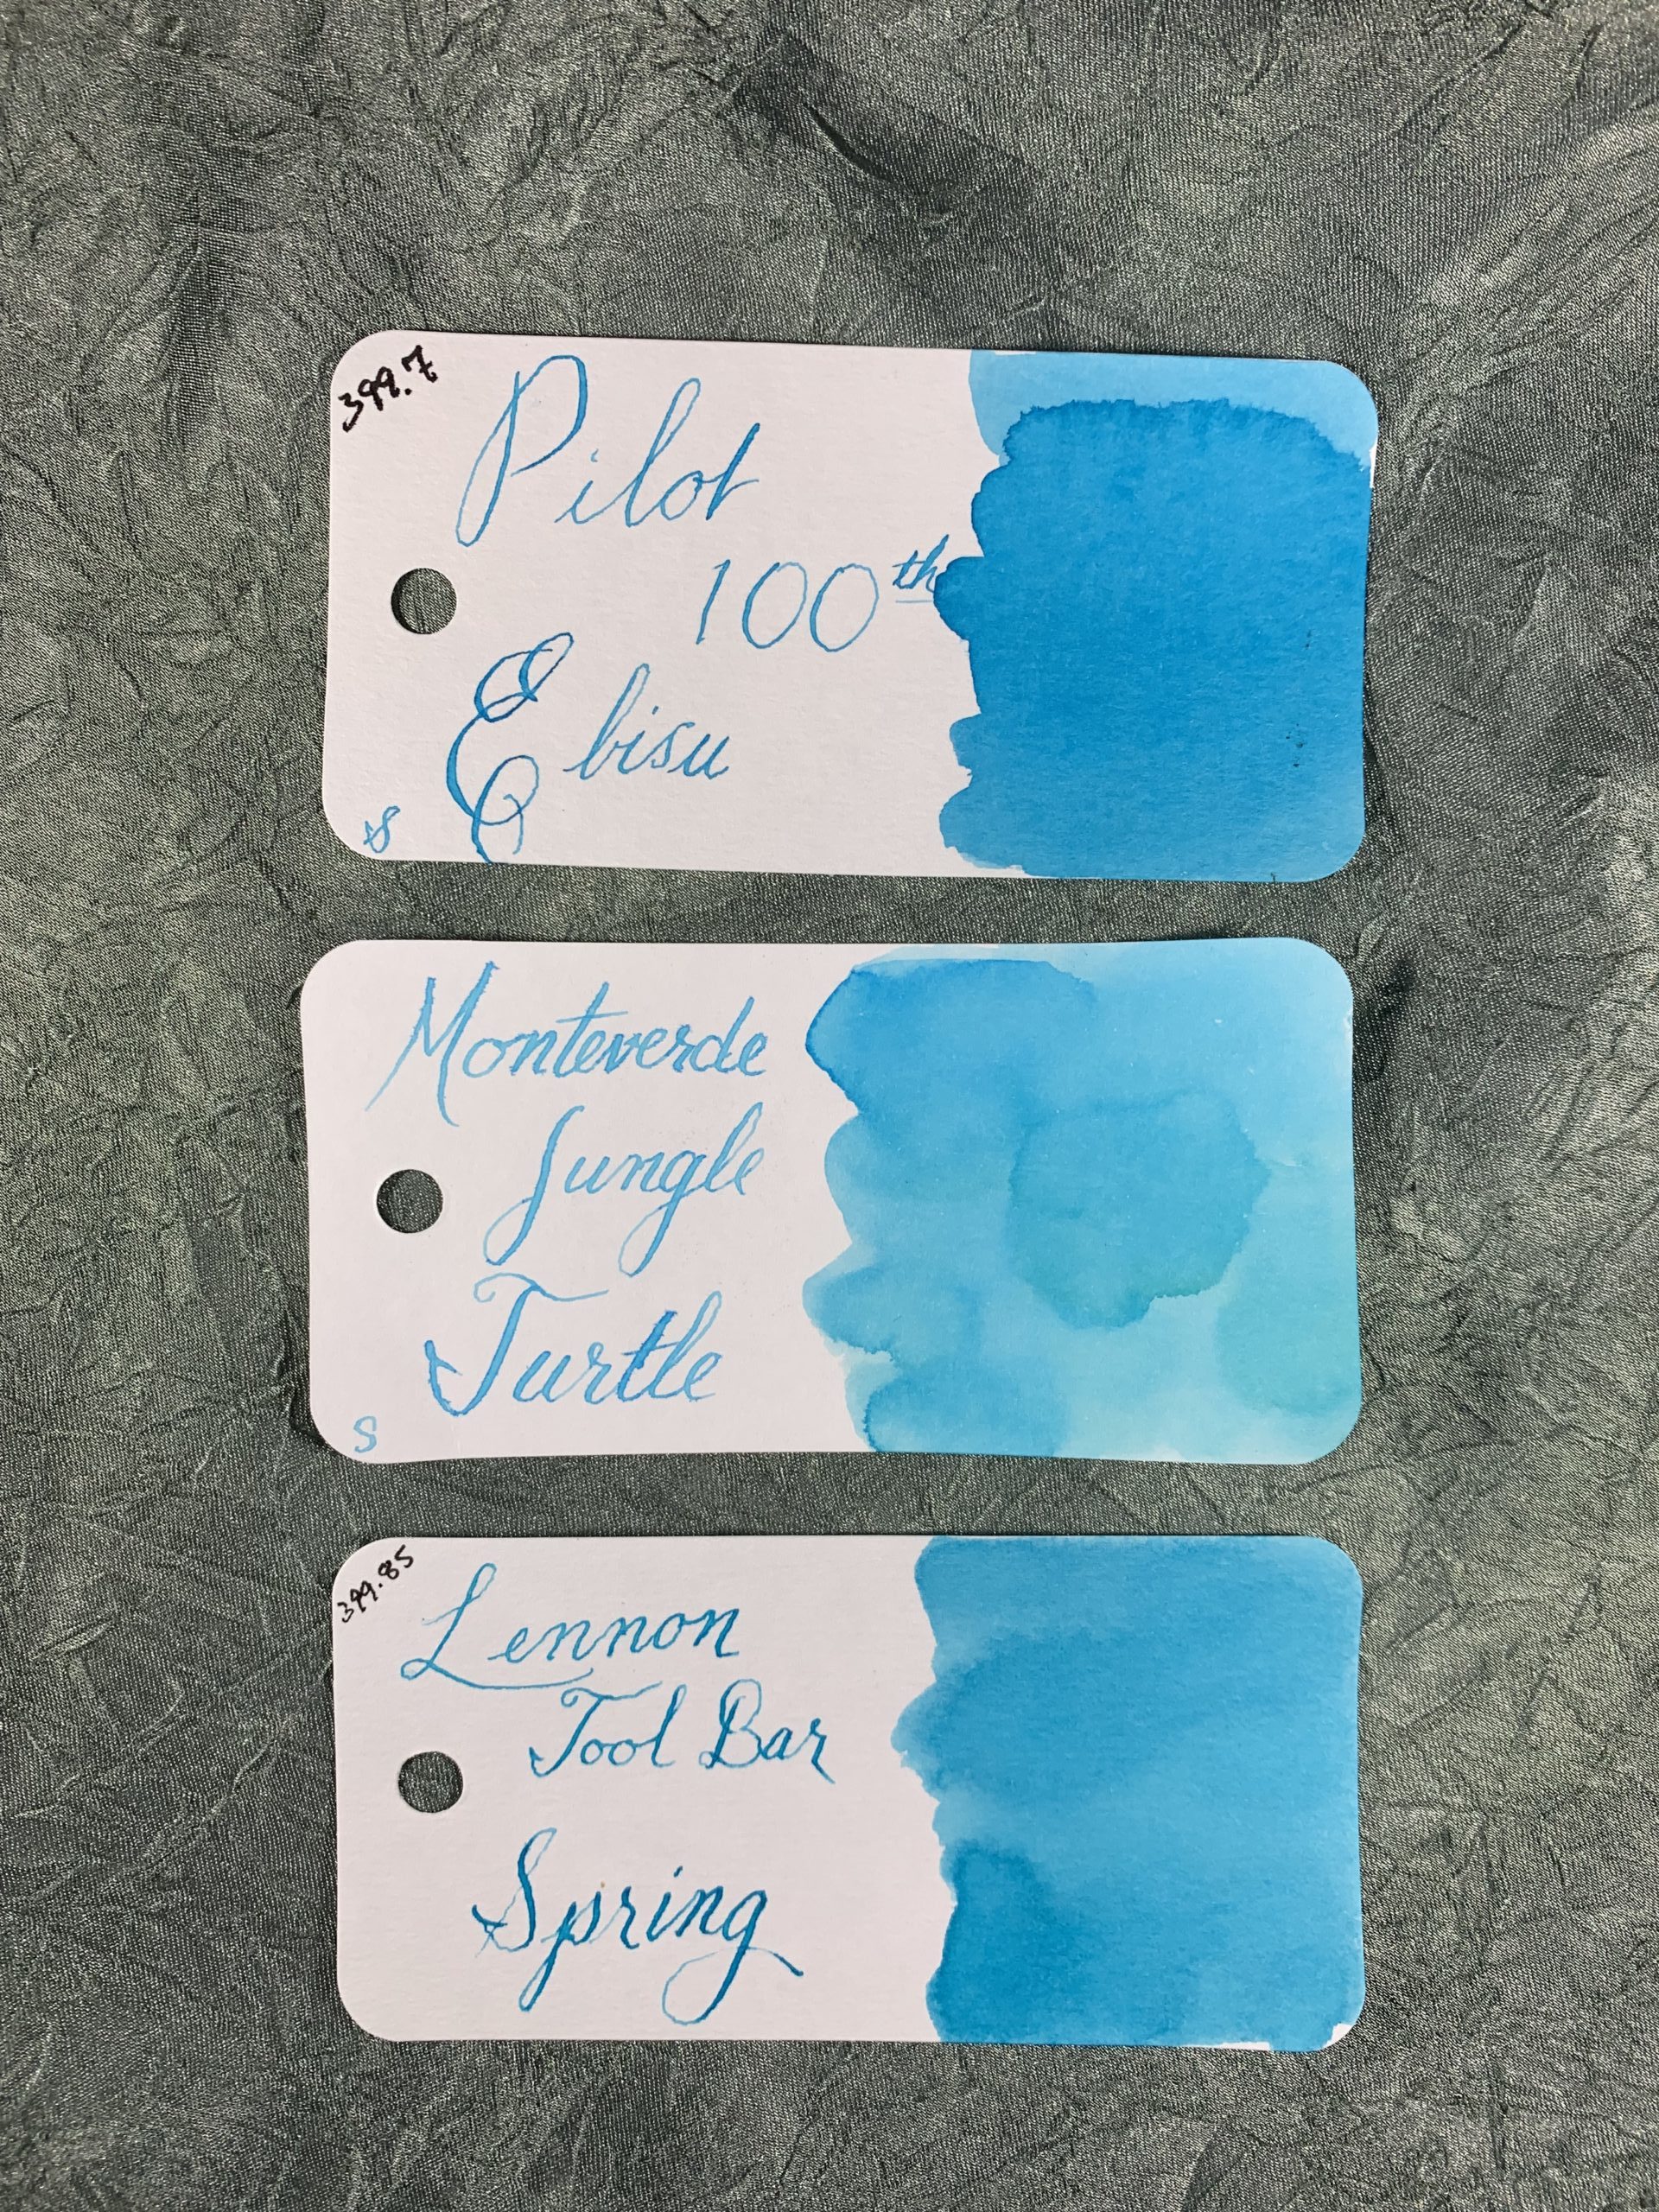 399.7
Pilot
100th
Ebisu
S
Monteverde
Jungle
Turtle
S
399.85
Lennon
Tool Bar
Spring